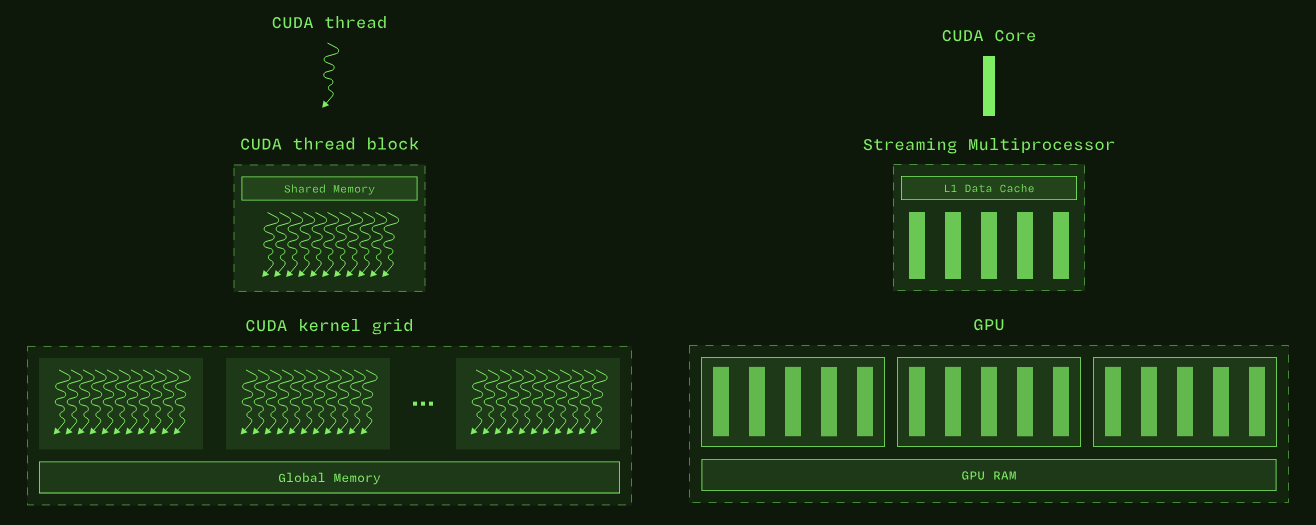 CUDA thread
CUDA thread block
Shared Memory
CUDA kernel grid
...
Global Memory
CUDA Core
Streaming Multiprocessor
L1 Data Cache
GPU
GPU RAM